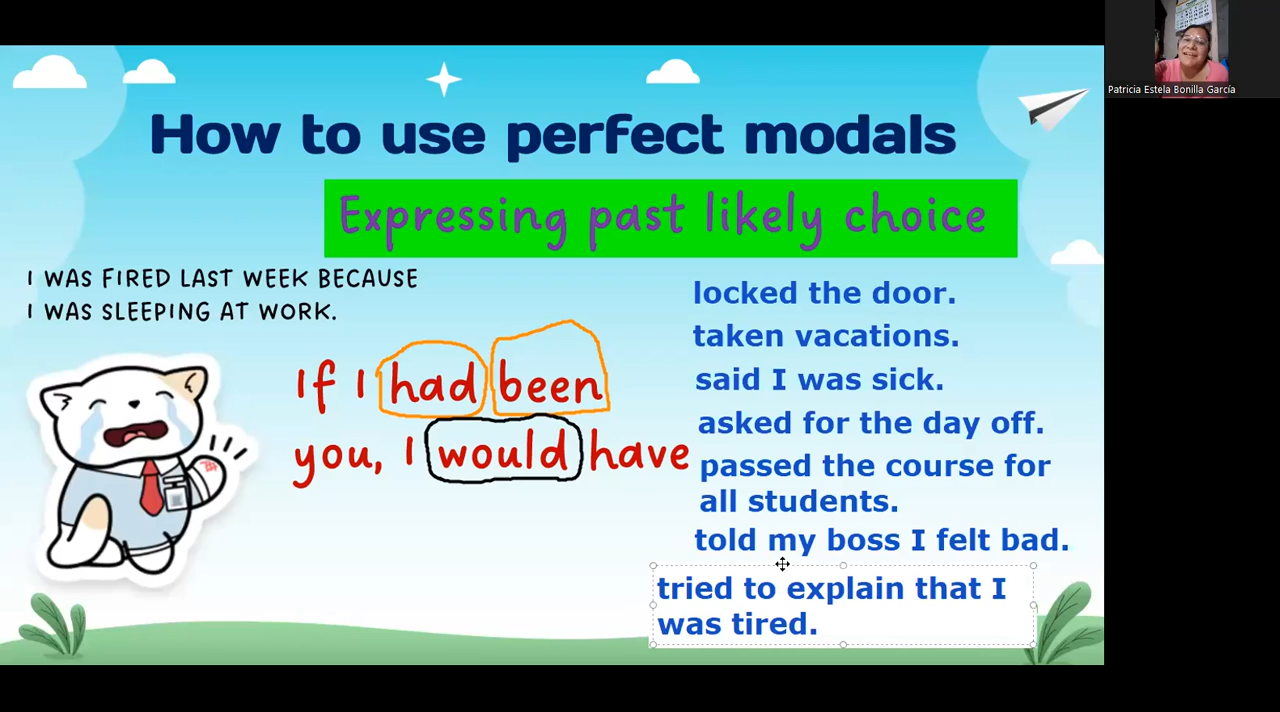 How to use perfect modals
Expressing past likely choice
I WAS FIRED LAST WEEK BECAUSE
I WAS SLEEPING AT WORK.
If I had been
you, I would have
locked the door.
taken vacations.
said I was sick.
asked for the day off.
passed the course for
all students.
told my boss I felt bad.
tried to explain that I
was tired.
Patricia Estela Bonilla García